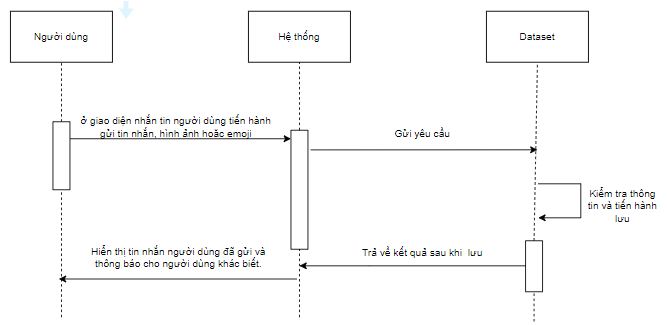 Người dùng
Hệ thống
Dataset
ở giao diện nhắn tin người dùng tiến hành
gửi tin nhắn, hình ảnh hoặc emoji
Gửi yêu cầu
Kiểm tra thông
tin và tiến hành
lưu
Hiển thị tin nhắn người dùng đã gửi và
thông báo cho người dùng khác biết.
Trả về kết quả sau khi lưu